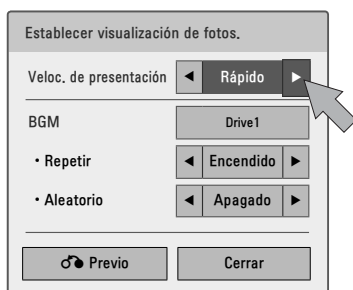 Establecer visualización de fotos.
Veloc. de presentación ◀ Rápido ▶
BGM Drive1
• Repetir ◀ Encendido ▶
• Aleatorio ◀ Apagado ▶
Previo Cerrar